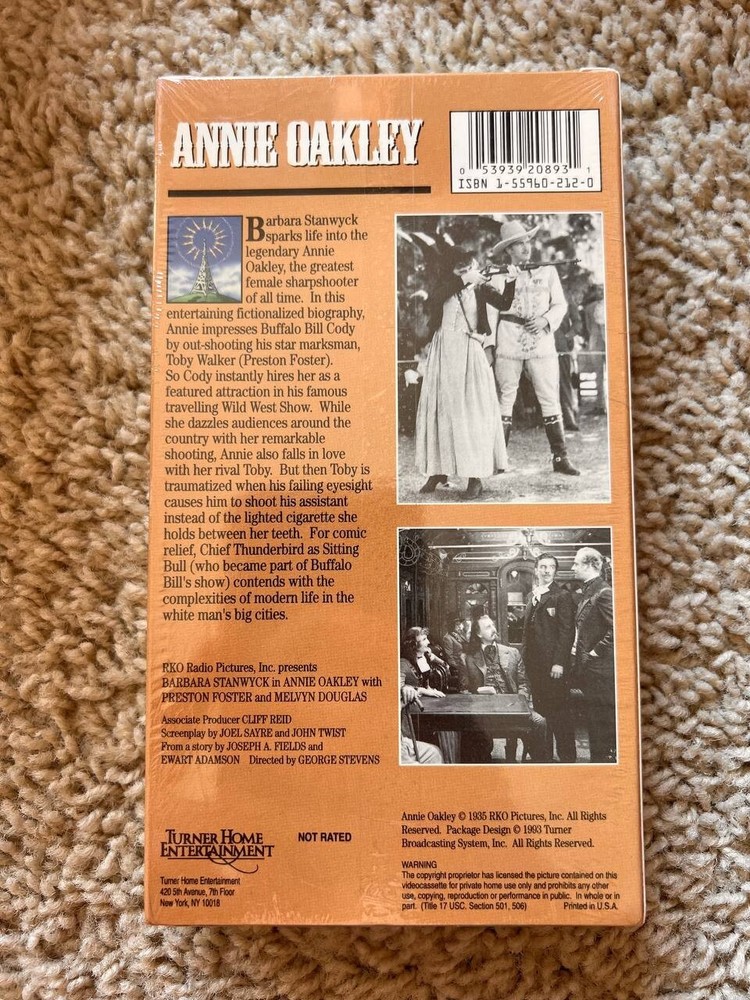 ANNIE OAKLEY
0 53939 20893 1
ISBN 1-55960-212-0
Barbara Stanwyck
sparks life into the
legendary Annie
Oakley, the greatest
female sharpshooter
of all time. In this
entertaining fictionalized biography,
Annie impresses Buffalo Bill Cody
by out-shooting his star marksman,
Toby Walker (Preston Foster).
So Cody instantly hires her as a
featured attraction in his famous
travelling Wild West Show. While
she dazzles audiences around the
country with her remarkable
shooting, Annie also falls in love
with her rival Toby. But then Toby is
traumatized when his failing eyesight
causes him to shoot his assistant
instead of the lighted cigarette she
holds between her teeth. For comic
relief, Chief Thunderbird as Sitting
Bull (who became part of Buffalo
Bill's show) contends with the
complexities of modern life in the
white man's big cities.
RKO Radio Pictures, Inc. presents
BARBARA STANWYCK in ANNIE OAKLEY with
PRESTON FOSTER and MELVYN DOUGLAS
Associate Producer CLIFF REID
Screenplay by JOEL SAYRE and JOHN TWIST
From a story by JOSEPH A. FIELDS and
EWART ADAMSON Directed by GEORGE STEVENS
TURNER HOME
ENTERTAINMENT
NOT RATED
Turner Home Entertainment
420 5th Avenue, 7th Floor
New York, NY 10018
Annie Oakley © 1935 RKO Pictures, Inc. All Rights
Reserved. Package Design © 1993 Turner
Broadcasting System, Inc. All Rights Reserved.
WARNING
The copyright proprietor has licensed the picture contained on this
videocassette for private home use only and prohibits any other
use, copying, reproduction or performance in public. In whole or in
part. (Title 17 USC. Section 501, 506) Printed in U.S.A.